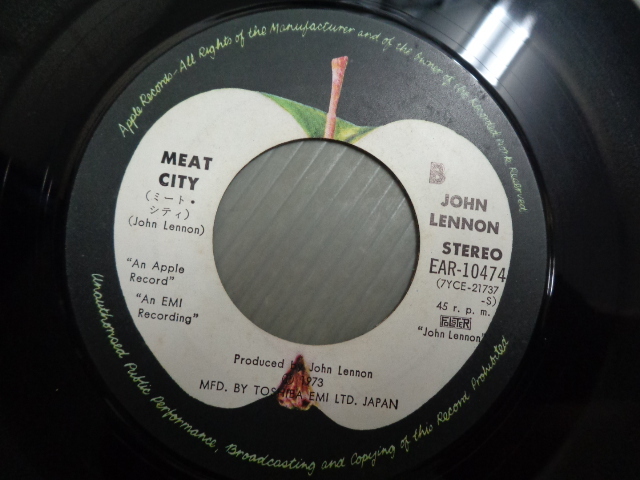 Apple Records—All Rights of the Manufacturer and of the Owner of the Recorded Work Reserved
MEAT
CITY
(ミート・
シティ)
(John Lennon)
"An Apple
Record"
"An EMI
Recording"
B
JOHN
LENNON
STEREO
EAR-10474
(7YCE-21737
-S)
45 r. p. m.
"John Lennon"
Produced by John Lennon
Ⓟ 1973
MFD. BY TOSHIBA EMI LTD. JAPAN
Unauthorised Public Performance, Broadcasting and Copying of this Record Prohibited